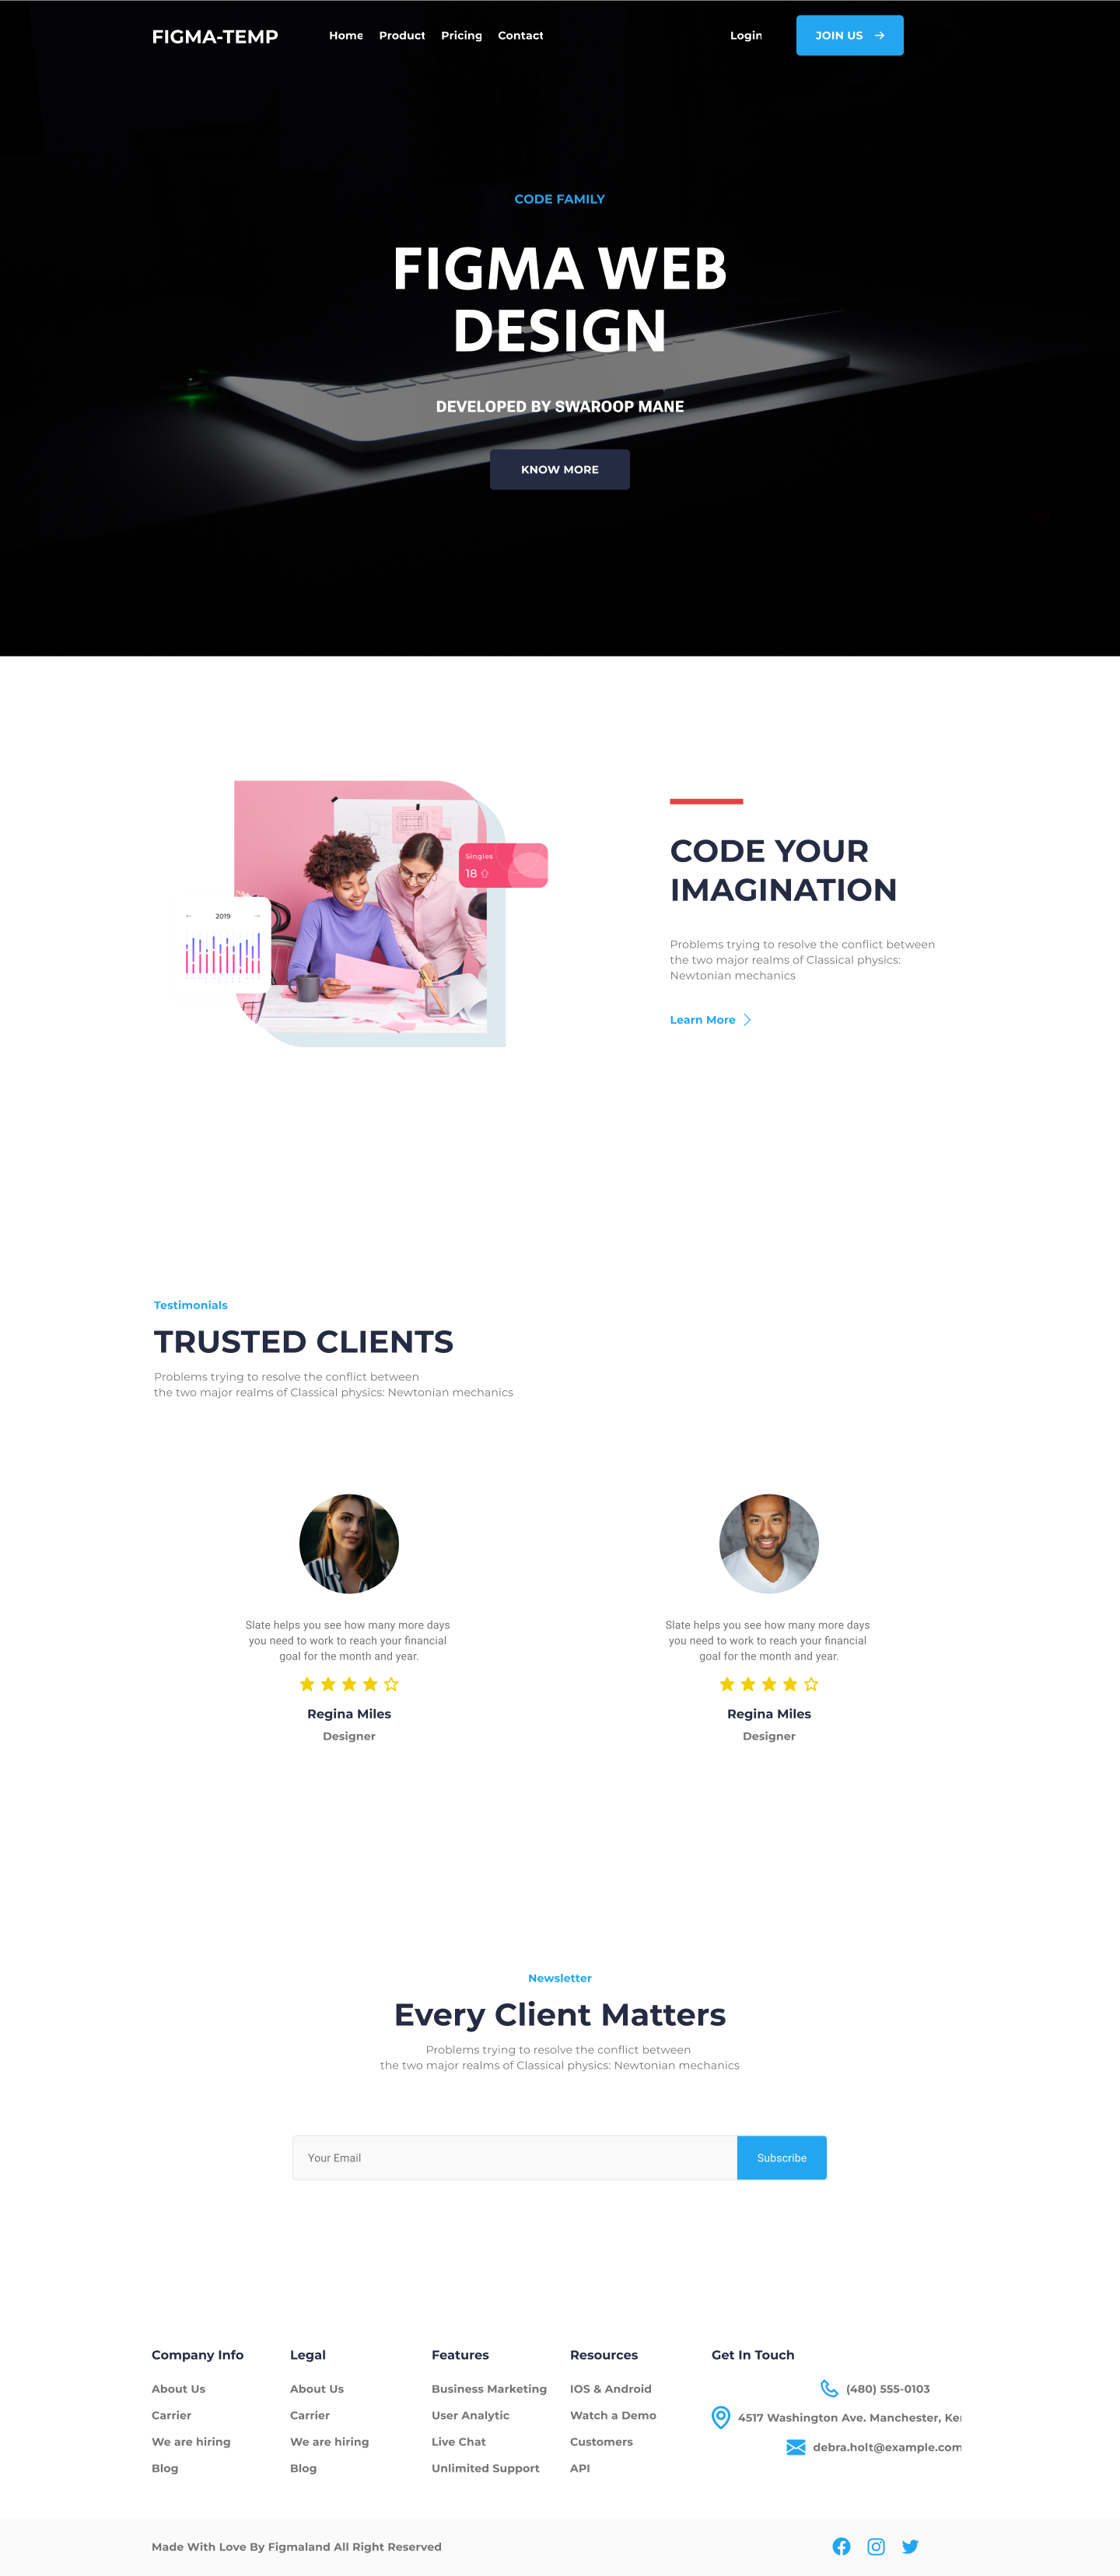 FIGMA-TEMP
Home Product Pricing Contact
Login
JOIN US
CODE FAMILY
FIGMA WEB
DESIGN
DEVELOPED BY SWAROOP MANE
KNOW MORE
Singles
18
2019
CODE YOUR
IMAGINATION
Problems trying to resolve the conflict between
the two major realms of Classical physics:
Newtonian mechanics
Learn More
Testimonials
TRUSTED CLIENTS
Problems trying to resolve the conflict between
the two major realms of Classical physics: Newtonian mechanics
Slate helps you see how many more days
you need to work to reach your financial
goal for the month and year.
Regina Miles
Designer
Slate helps you see how many more days
you need to work to reach your financial
goal for the month and year.
Regina Miles
Designer
Newsletter
Every Client Matters
Problems trying to resolve the conflict between
the two major realms of Classical physics: Newtonian mechanics
Your Email
Subscribe
Company Info
About Us
Carrier
We are hiring
Blog
Legal
About Us
Carrier
We are hiring
Blog
Features
Business Marketing
User Analytic
Live Chat
Unlimited Support
Resources
IOS & Android
Watch a Demo
Customers
API
Get In Touch
(480) 555-0103
4517 Washington Ave. Manchester,
debra.holt@example.com
Made With Love By Figmaland All Right Reserved